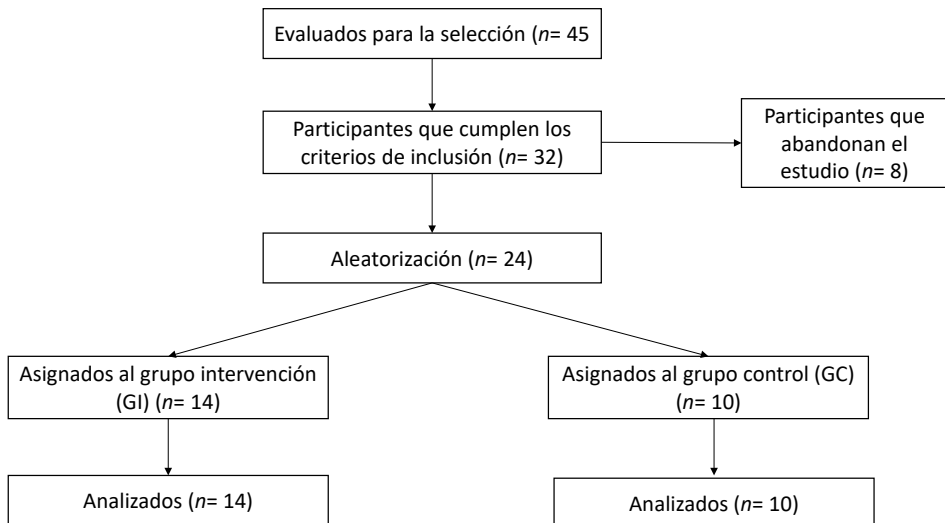 Evaluados para la selección (n= 45
Participantes que cumplen los
criterios de inclusión (n= 32)
Participantes que
abandonan el
estudio (n= 8)
Aleatorización (n= 24)
Asignados al grupo intervención
(GI) (n= 14)
Asignados al grupo control (GC)
(n= 10)
Analizados (n= 14)
Analizados (n= 10)